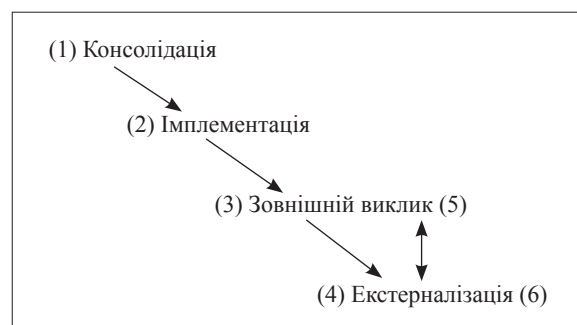 (1) Консолідація
(2) Імплементація
(3) Зовнішній виклик (5)
(4) Екстерналізація (6)